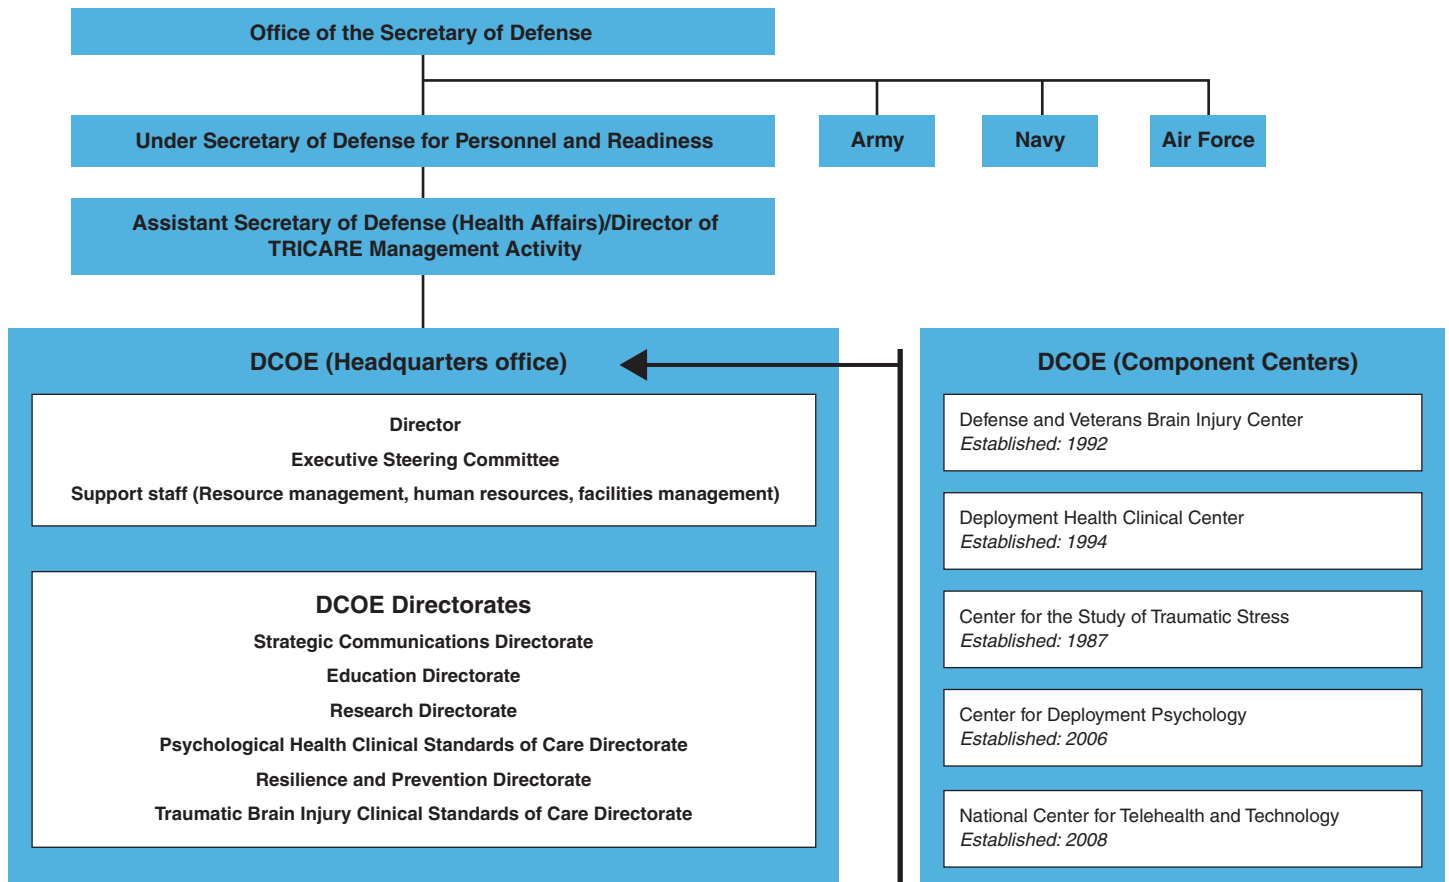 Office of the Secretary of Defense
Under Secretary of Defense for Personnel and Readiness
Army
Navy
Air Force
Assistant Secretary of Defense (Health Affairs)/Director of
TRICARE Management Activity
DCOE (Headquarters office)
Director
Executive Steering Committee
Support staff (Resource management, human resources, facilities management)
DCOE Directorates
Strategic Communications Directorate
Education Directorate
Research Directorate
Psychological Health Clinical Standards of Care Directorate
Resilience and Prevention Directorate
Traumatic Brain Injury Clinical Standards of Care Directorate
DCOE (Component Centers)
Defense and Veterans Brain Injury Center
Established: 1992
Deployment Health Clinical Center
Established: 1994
Center for the Study of Traumatic Stress
Established: 1987
Center for Deployment Psychology
Established: 2006
National Center for Telehealth and Technology
Established: 2008